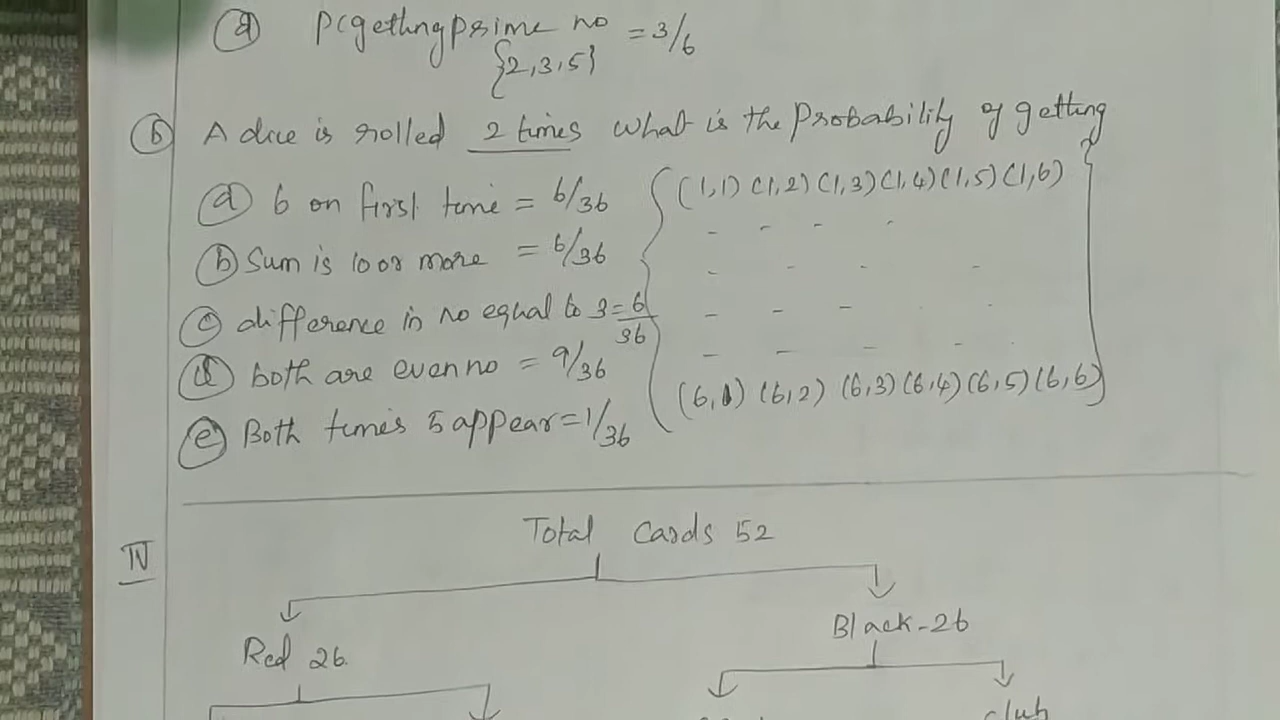 (a) P(getting prime no = 3/6
{2,3,5}
(b) A dice is rolled 2 times what is the Probability of getting
(a) 6 on first time = 6/36
(b) Sum is 10 or more = 6/36
(c) difference in no equal to 3 = 6/36
(d) both are even no = 9/36
(e) Both times 5 appear = 1/36
{(1,1) (1,2) (1,3) (1,4) (1,5) (1,6)
(6,1) (6,2) (6,3) (6,4) (6,5) (6,6)}
IV
Total Cards 52
Red 26
Black-26
club